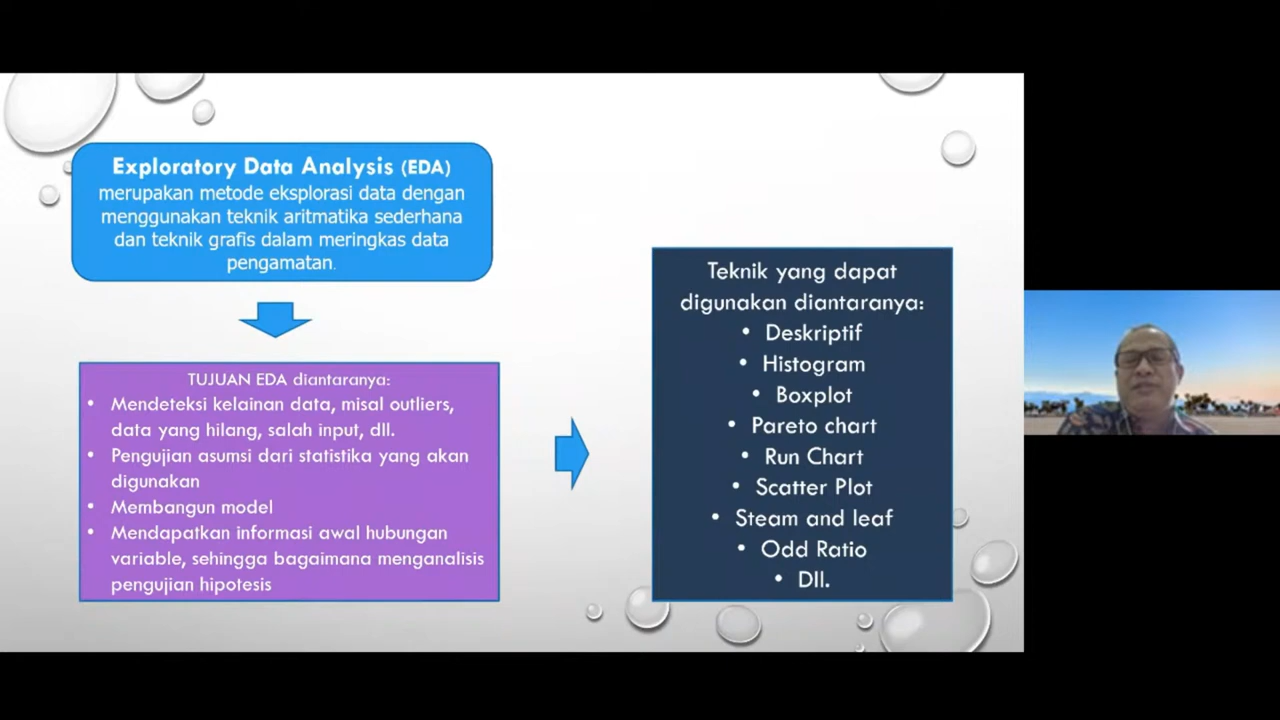 Exploratory Data Analysis (EDA)
merupakan metode eksplorasi data dengan
menggunakan teknik aritmatika sederhana
dan teknik grafis dalam meringkas data
pengamatan.
TUJUAN EDA diantaranya:
• Mendeteksi kelainan data, misal outliers,
data yang hilang, salah input, dll.
• Pengujian asumsi dari statistika yang akan
digunakan
• Membangun model
• Mendapatkan informasi awal hubungan
variable, sehingga bagaimana menganalisis
pengujian hipotesis
Teknik yang dapat
digunakan diantaranya:
• Deskriptif
• Histogram
• Boxplot
• Pareto chart
• Run Chart
• Scatter Plot
• Steam and leaf
• Odd Ratio
• Dll.